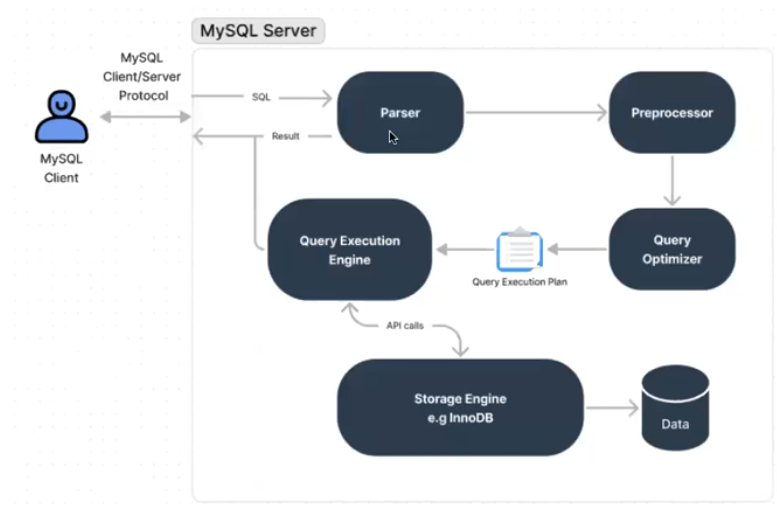 MySQL Server
MySQL
Client/Server
Protocol
SQL
Parser
Preprocessor
Result
MySQL
Client
Query Execution
Engine
Query Execution Plan
Query
Optimizer
API calls
Storage Engine
e.g InnoDB
Data